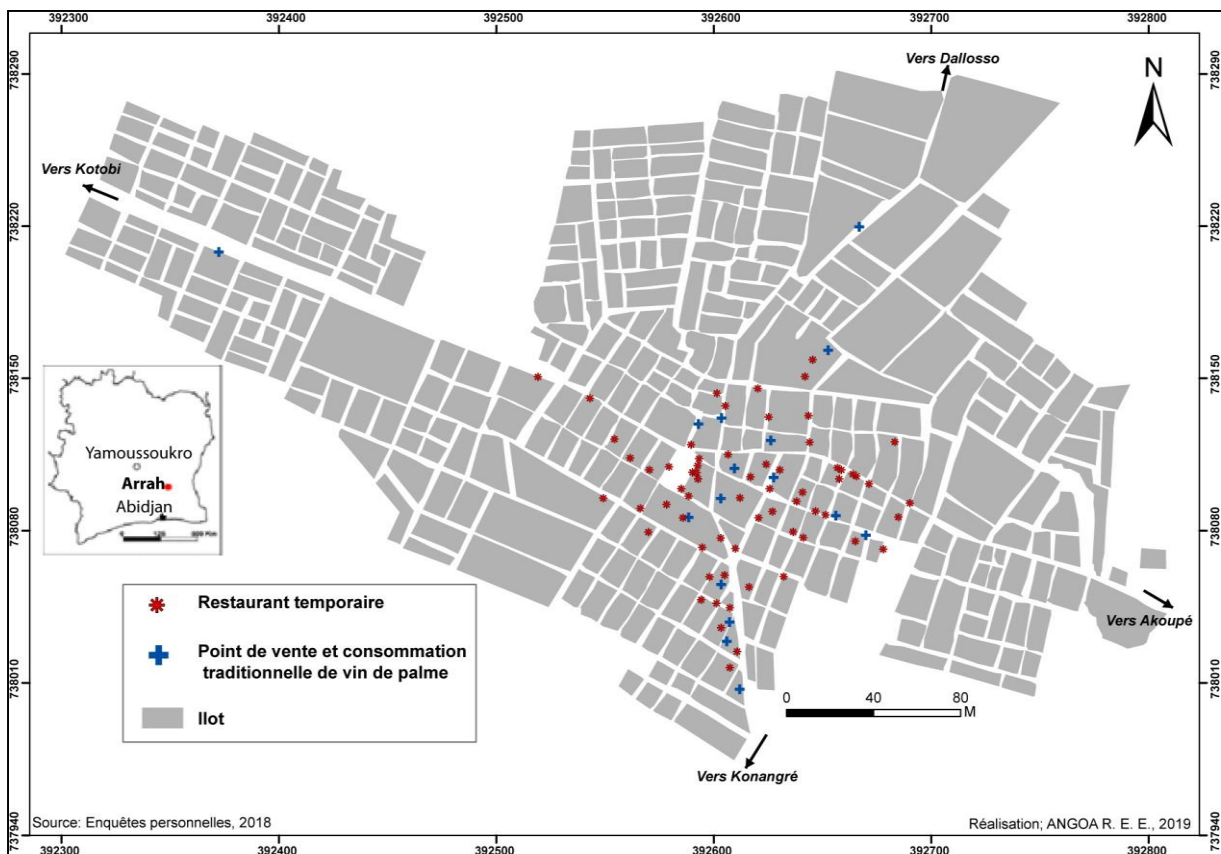 392300 392400 392500 392600 392700 392800
738290 738290
Vers Dallosso
N
Vers Kotobi
738220 738220
738150 738150
Yamoussoukro
Arrah
Abidjan
738080 738080
Restaurant temporaire
Vers Akoupé
Point de vente et consommation
traditionnelle de vin de palme
738010 738010
0 40 80
M
Ilot
Vers Konangré
Source: Enquêtes personnelles, 2018
Réalisation; ANGOA R. E. E., 2019
737940 737940
392300 392400 392500 392600 392700 392800